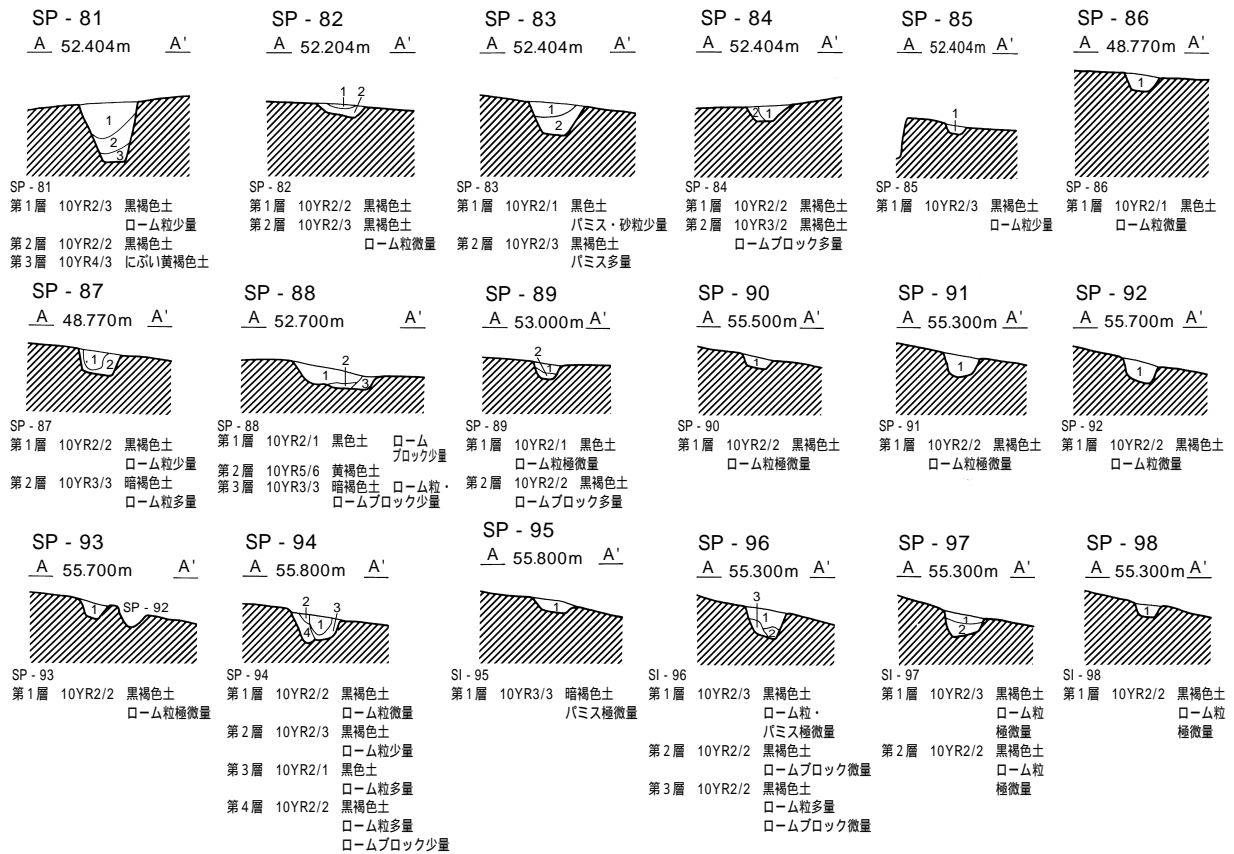 SP - 81
A 52.404m A'
1
2
3
SP - 81
第1層 10YR2/3 黒褐色土
ローム粒少量
第2層 10YR2/2 黒褐色土
第3層 10YR4/3 にぶい黄褐色土
SP - 82
A 52.204m A'
1 2
SP - 82
第1層 10YR2/2 黒褐色土
第2層 10YR2/3 黒褐色土
ローム粒微量
SP - 83
A 52.404m A'
1
2
SP - 83
第1層 10YR2/1 黒色土
パミス・砂粒少量
第2層 10YR2/3 黒褐色土
パミス多量
SP - 84
A 52.404m A'
2 1
SP - 84
第1層 10YR2/2 黒褐色土
第2層 10YR3/2 黒褐色土
ロームブロック多量
SP - 85
A 52.404m A'
1
SP - 85
第1層 10YR2/3 黒褐色土
ローム粒少量
SP - 86
A 48.770m A'
1
SP - 86
第1層 10YR2/1 黒色土
ローム粒微量
SP - 87
A 48.770m A'
1 2
SP - 87
第1層 10YR2/2 黒褐色土
ローム粒少量
第2層 10YR3/3 暗褐色土
ローム粒多量
SP - 88
A 52.700m A'
2
1 3
SP - 88
第1層 10YR2/1 黒色土 ローム
ブロック少量
第2層 10YR5/6 黄褐色土
第3層 10YR3/3 暗褐色土 ローム粒・
ロームブロック少量
SP - 89
A 53.000m A'
2
1
SP - 89
第1層 10YR2/1 黒色土
ローム粒極微量
第2層 10YR2/2 黒褐色土
ロームブロック多量
SP - 90
A 55.500m A'
1
SP - 90
第1層 10YR2/2 黒褐色土
ローム粒極微量
SP - 91
A 55.300m A'
1
SP - 91
第1層 10YR2/2 黒褐色土
ローム粒極微量
SP - 92
A 55.700m A'
1
SP - 92
第1層 10YR2/2 黒褐色土
ローム粒微量
SP - 93
A 55.700m A'
1 SP - 92
SP - 93
第1層 10YR2/2 黒褐色土
ローム粒極微量
SP - 94
A 55.800m A'
2 3
4 1
SP - 94
第1層 10YR2/2 黒褐色土
ローム粒微量
第2層 10YR2/3 黒褐色土
ローム粒少量
第3層 10YR2/1 黒色土
ローム粒多量
第4層 10YR2/2 黒褐色土
ローム粒多量
ロームブロック少量
SP - 95
A 55.800m A'
1
SI - 95
第1層 10YR3/3 暗褐色土
パミス極微量
SP - 96
A 55.300m A'
3
1
2
SI - 96
第1層 10YR2/3 黒褐色土
ローム粒・
パミス極微量
第2層 10YR2/2 黒褐色土
ロームブロック微量
第3層 10YR2/2 黒褐色土
ローム粒多量
ロームブロック微量
SP - 97
A 55.300m A'
1
2
SI - 97
第1層 10YR2/3 黒褐色土
ローム粒
極微量
第2層 10YR2/2 黒褐色土
ローム粒
極微量
SP - 98
A 55.300m A'
1
SI - 98
第1層 10YR2/2 黒褐色土
ローム粒
極微量